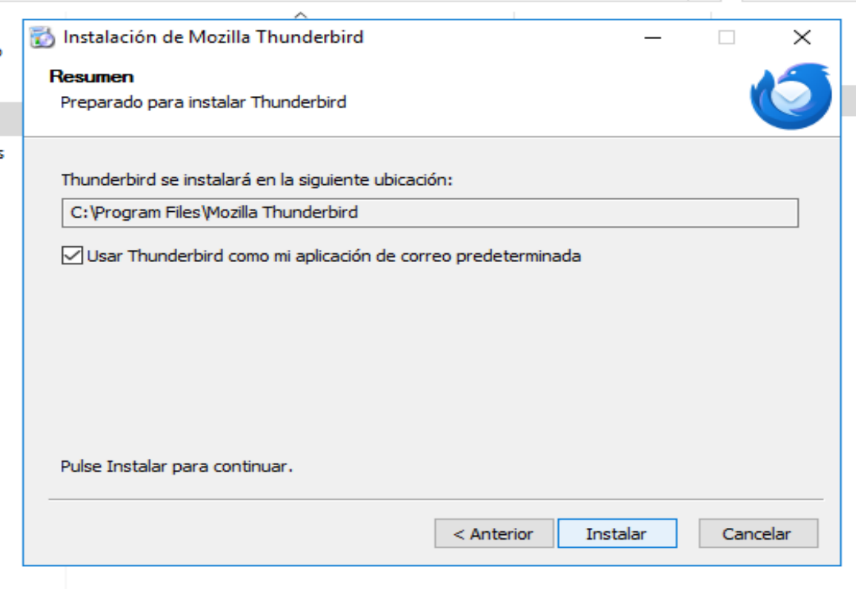 Instalación de Mozilla Thunderbird
Resumen
Preparado para instalar Thunderbird
Thunderbird se instalará en la siguiente ubicación:
C:\Program Files\Mozilla Thunderbird
Usar Thunderbird como mi aplicación de correo predeterminada
Pulse Instalar para continuar.
< Anterior
Instalar
Cancelar